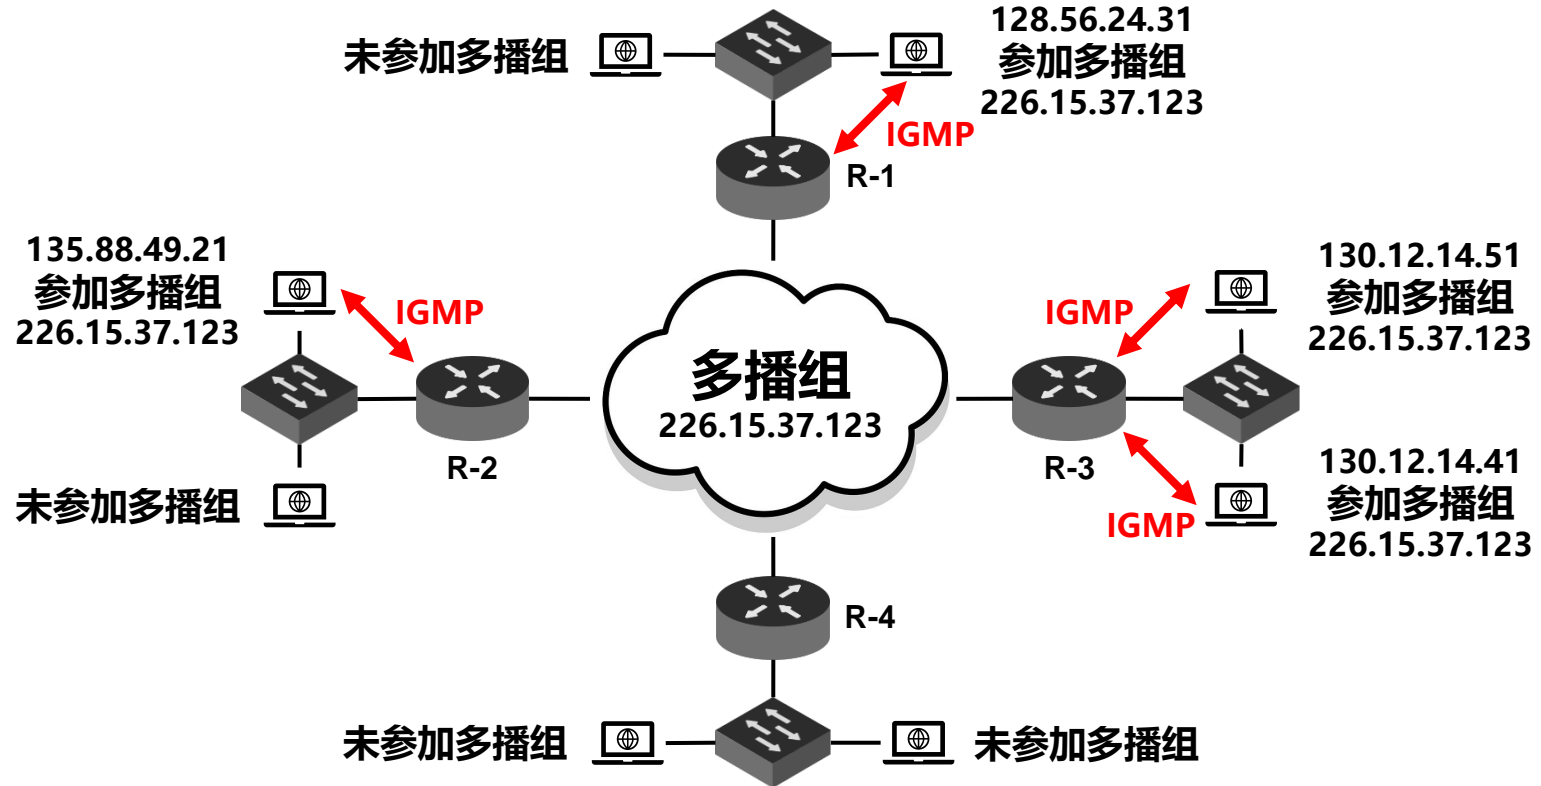 未参加多播组
128.56.24.31
参加多播组
226.15.37.123
IGMP
R-1
135.88.49.21
参加多播组
226.15.37.123
IGMP
R-2
未参加多播组
多播组
226.15.37.123
IGMP
130.12.14.51
参加多播组
226.15.37.123
R-3
IGMP
130.12.14.41
参加多播组
226.15.37.123
R-4
未参加多播组
未参加多播组